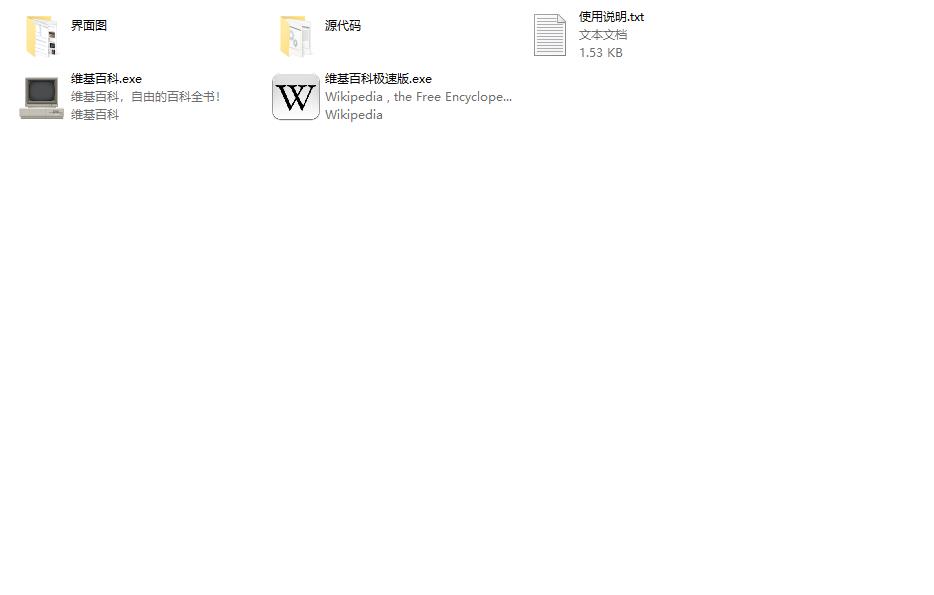 界面图
源代码
使用说明.txt
文本文档
1.53 KB
维基百科.exe
维基百科，自由的百科全书！
维基百科
W
维基百科极速版.exe
Wikipedia , the Free Encyclope...
Wikipedia